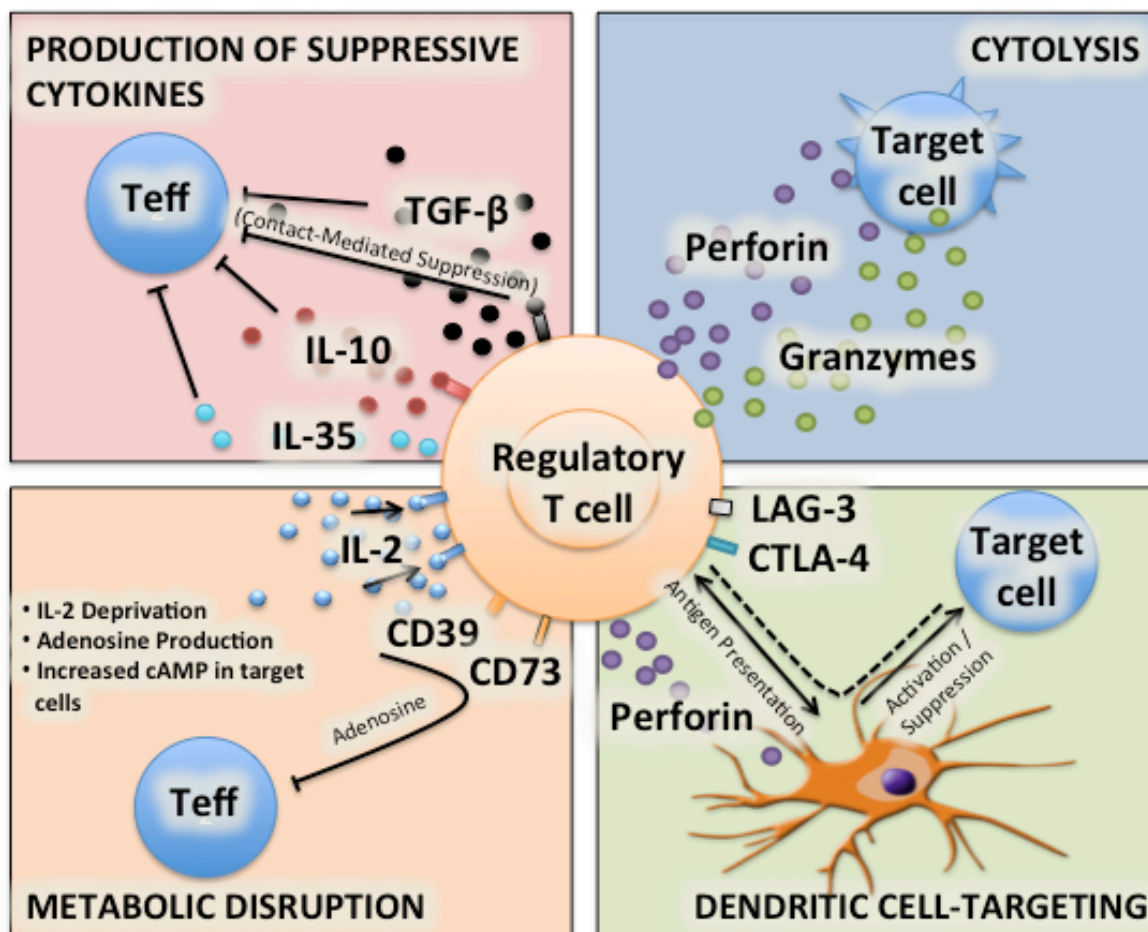 PRODUCTION OF SUPPRESSIVE
CYTOKINES
Teff
TGF-β
(Contact-Mediated Suppression)
IL-10
IL-35
CYTOLYSIS
Target
cell
Perforin
Granzymes
Regulatory
T cell
IL-2
• IL-2 Deprivation
• Adenosine Production
• Increased cAMP in target
cells
CD39
CD73
Adenosine
Teff
METABOLIC DISRUPTION
LAG-3
CTLA-4
Target
cell
Antigen Presentation
Activation /
Suppression
Perforin
DENDRITIC CELL-TARGETING